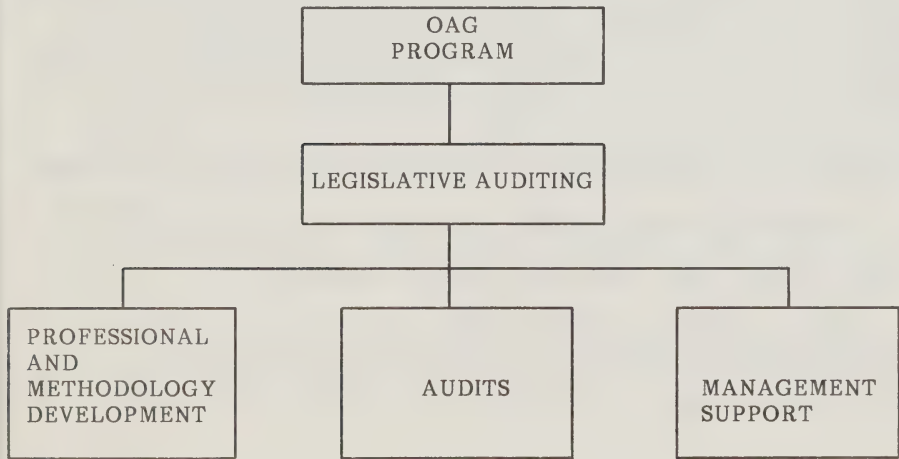 OAG
PROGRAM
LEGISLATIVE AUDITING
PROFESSIONAL
AND
METHODOLOGY
DEVELOPMENT
AUDITS
MANAGEMENT
SUPPORT